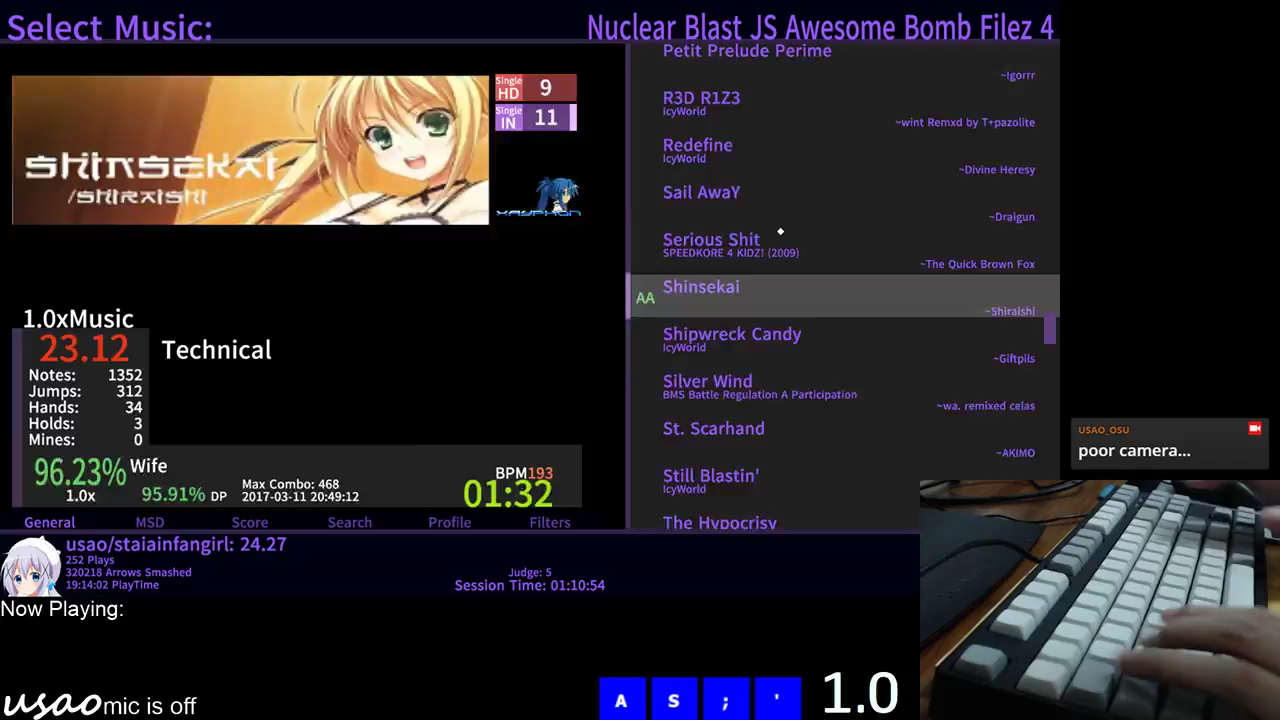 Select Music:
Nuclear Blast JS Awesome Bomb Filez 4
SHINSEKAI
/SHIRAISHI
Single
HD
9
Single
IN
11
XAYPHON
1.0xMusic
23.12
Technical
Notes: 1352
Jumps: 312
Hands: 34
Holds: 3
Mines: 0
96.23% Wife
1.0x
95.91% DP
Max Combo: 468
2017-03-11 20:49:12
BPM193
01:32
General
MSD
Score
Search
Profile
Filters
Petit Prelude Perime
~Igorrr
R3D R1Z3
IcyWorld
~wint Remxd by T+pazolite
Redefine
IcyWorld
~Divine Heresy
Sail AwaY
~Draigun
Serious Shit
SPEEDKORE 4 KIDZ! (2009)
~The Quick Brown Fox
AA
Shinsekai
~Shiraishi
Shipwreck Candy
IcyWorld
~Giftpils
Silver Wind
BMS Battle Regulation A Participation
~wa. remixed celas
St. Scarhand
~AKIMO
Still Blastin'
IcyWorld
The Hypocrisy
USAO_OSU
poor camera...
usao/staiainfangirl: 24.27
252 Plays
320218 Arrows Smashed
19:14:02 PlayTime
Judge: 5
Session Time: 01:10:54
Now Playing:
usao mic is off
A
S
;
'
1.0